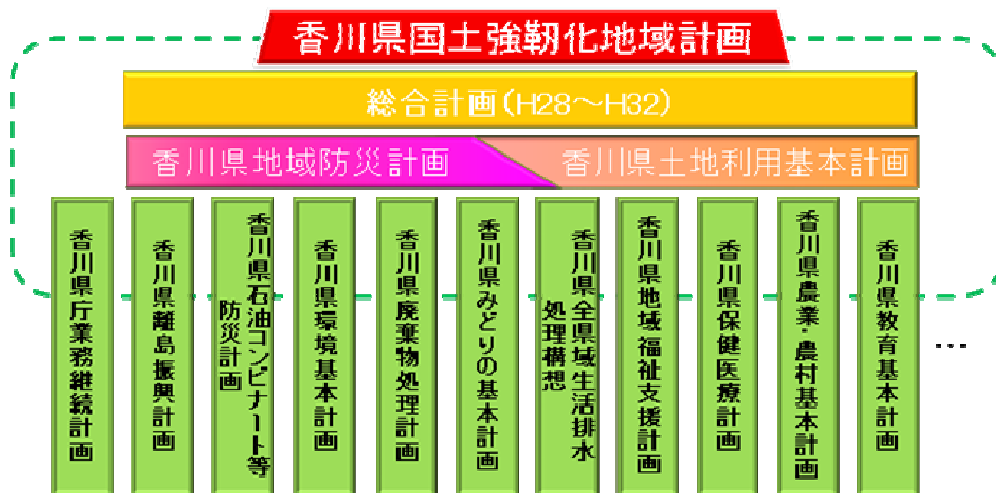 香川県国土強靭化地域計画
総合計画(H28～H32)
香川県地域防災計画
香川県土地利用基本計画
香川県庁業務継続計画
香川県離島振興計画
香川県石油コンビナート等
防災計画
香川県環境基本計画
香川県廃棄物処理計画
香川県みどりの基本計画
香川県全県域生活排水
処理構想
香川県地域福祉支援計画
香川県保健医療計画
香川県農業・農村基本計画
香川県教育基本計画
…